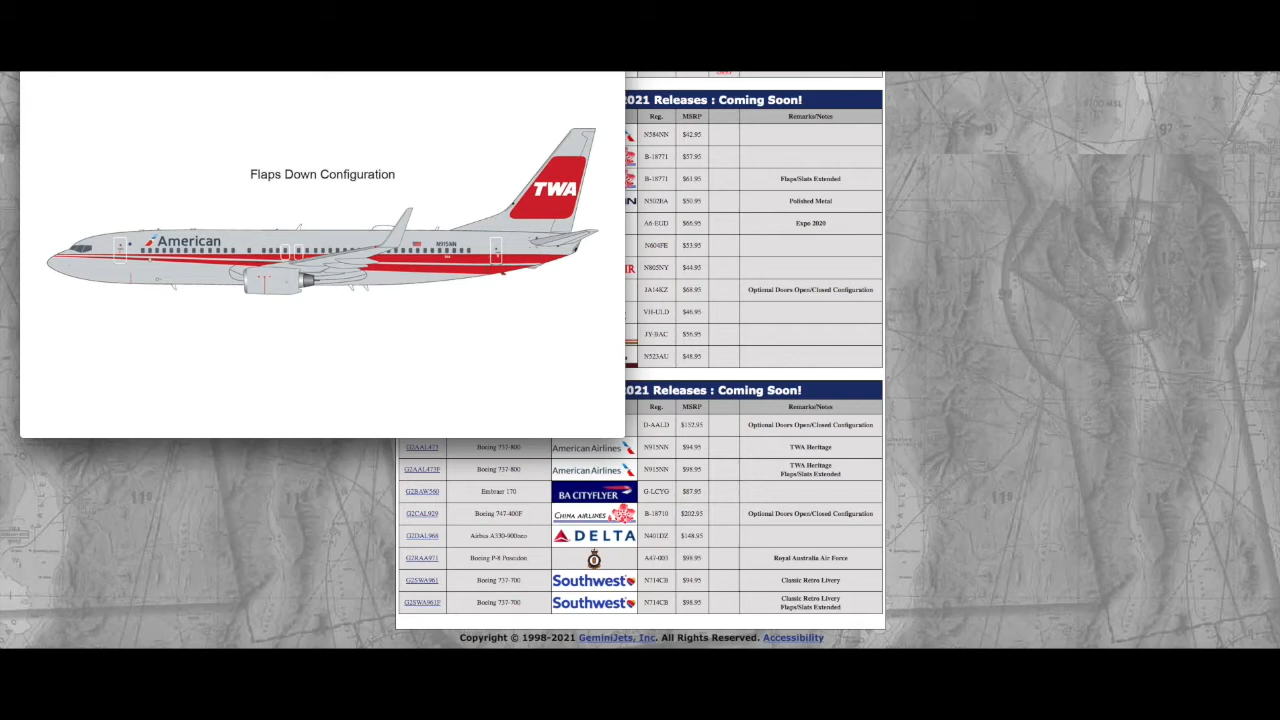 Flaps Down Configuration
TWA
American
N915NN
2021 Releases : Coming Soon!
Reg. MSRP Remarks/Notes
N584NN $42.95
B-18771 $57.95
B-18771 $61.95 Flaps/Slats Extended
N502RA $50.95 Polished Metal
A6-EUD $66.95 Expo 2020
N604FE $53.95
N805NY $44.95
JA14KZ $68.95 Optional Doors Open/Closed Configuration
VH-ULD $46.95
JY-BAC $56.95
N523AU $48.95
2021 Releases : Coming Soon!
Reg. MSRP Remarks/Notes
D-AALD $152.95 Optional Doors Open/Closed Configuration
G2AAL473 Boeing 737-800 American Airlines N915NN $94.95 TWA Heritage
G2AAL473F Boeing 737-800 American Airlines N915NN $98.95 TWA Heritage
Flaps/Slats Extended
G2BAW560 Embraer 170 BA CITYFLYER G-LCYG $87.95
G2CAL929 Boeing 747-400F CHINA AIRLINES B-18710 $202.95 Optional Doors Open/Closed Configuration
G2DAL968 Airbus A330-900neo DELTA N401DZ $148.95
G2RAA971 Boeing P-8 Poseidon A47-003 $98.95 Royal Australia Air Force
G2SWA961 Boeing 737-700 Southwest N714CB $94.95 Classic Retro Livery
G2SWA961F Boeing 737-700 Southwest N714CB $98.95 Classic Retro Livery
Flaps/Slats Extended
Copyright © 1998-2021 GeminiJets, Inc. All Rights Reserved. Accessibility